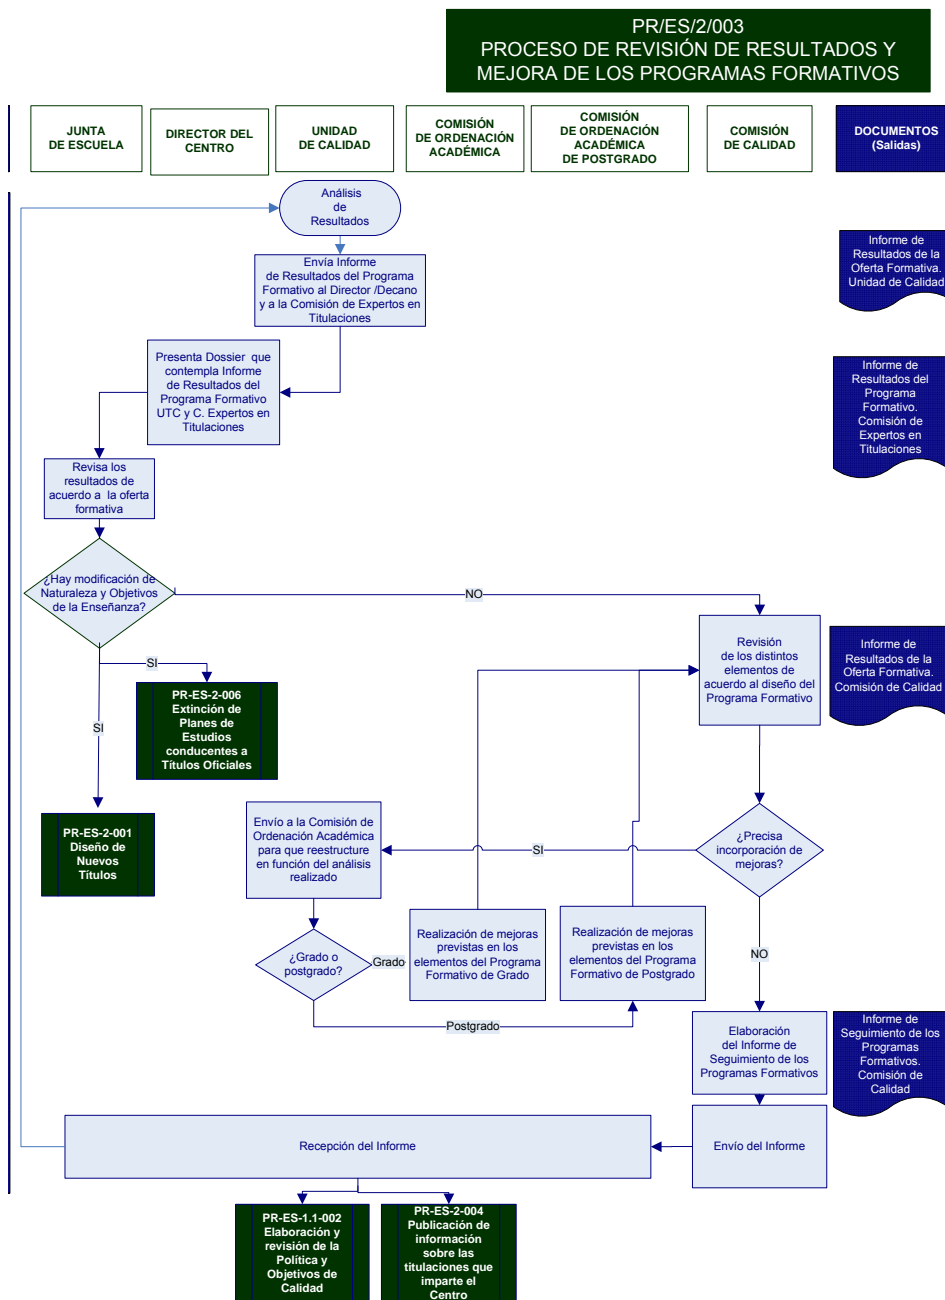 PR/ES/2/003
PROCESO DE REVISIÓN DE RESULTADOS Y
MEJORA DE LOS PROGRAMAS FORMATIVOS
JUNTA
DE ESCUELA
DIRECTOR DEL
CENTRO
UNIDAD
DE CALIDAD
COMISIÓN
DE ORDENACIÓN
ACADÉMICA
COMISIÓN
DE ORDENACIÓN
ACADÉMICA
DE POSTGRADO
COMISIÓN
DE CALIDAD
DOCUMENTOS
(Salidas)
Análisis
de
Resultados
Informe de
Resultados de la
Oferta Formativa.
Unidad de Calidad
Envía Informe
de Resultados del Programa
Formativo al Director /Decano
y a la Comisión de Expertos en
Titulaciones
Presenta Dossier que
contempla Informe
de Resultados del
Programa Formativo
UTC y C. Expertos en
Titulaciones
Informe de
Resultados del
Programa
Formativo.
Comisión de
Expertos en
Titulaciones
Revisa los
resultados de
acuerdo a la oferta
formativa
¿Hay modificación de
Naturaleza y Objetivos
de la Enseñanza?
NO
Revisión
de los distintos
elementos de
acuerdo al diseño del
Programa Formativo
Informe de
Resultados de la
Oferta Formativa.
Comisión de Calidad
SI
PR-ES-2-006
Extinción de
Planes de
Estudios
conducentes a
Títulos Oficiales
SI
PR-ES-2-001
Diseño de
Nuevos
Títulos
Envío a la Comisión de
Ordenación Académica
para que reestructure
en función del análisis
realizado
SI
¿Precisa
incorporación de
mejoras?
¿Grado o
postgrado?
Grado
Realización de mejoras
previstas en los
elementos del Programa
Formativo de Grado
Realización de mejoras
previstas en los
elementos del Programa
Formativo de Postgrado
NO
Postgrado
Elaboración
del Informe de
Seguimiento de los
Programas Formativos
Informe de
Seguimiento de los
Programas
Formativos.
Comisión de
Calidad
Recepción del Informe
Envío del Informe
PR-ES-1.1-002
Elaboración y
revisión de la
Política y
Objetivos de
Calidad
PR-ES-2-004
Publicación de
información
sobre las
titulaciones que
imparte el
Centro